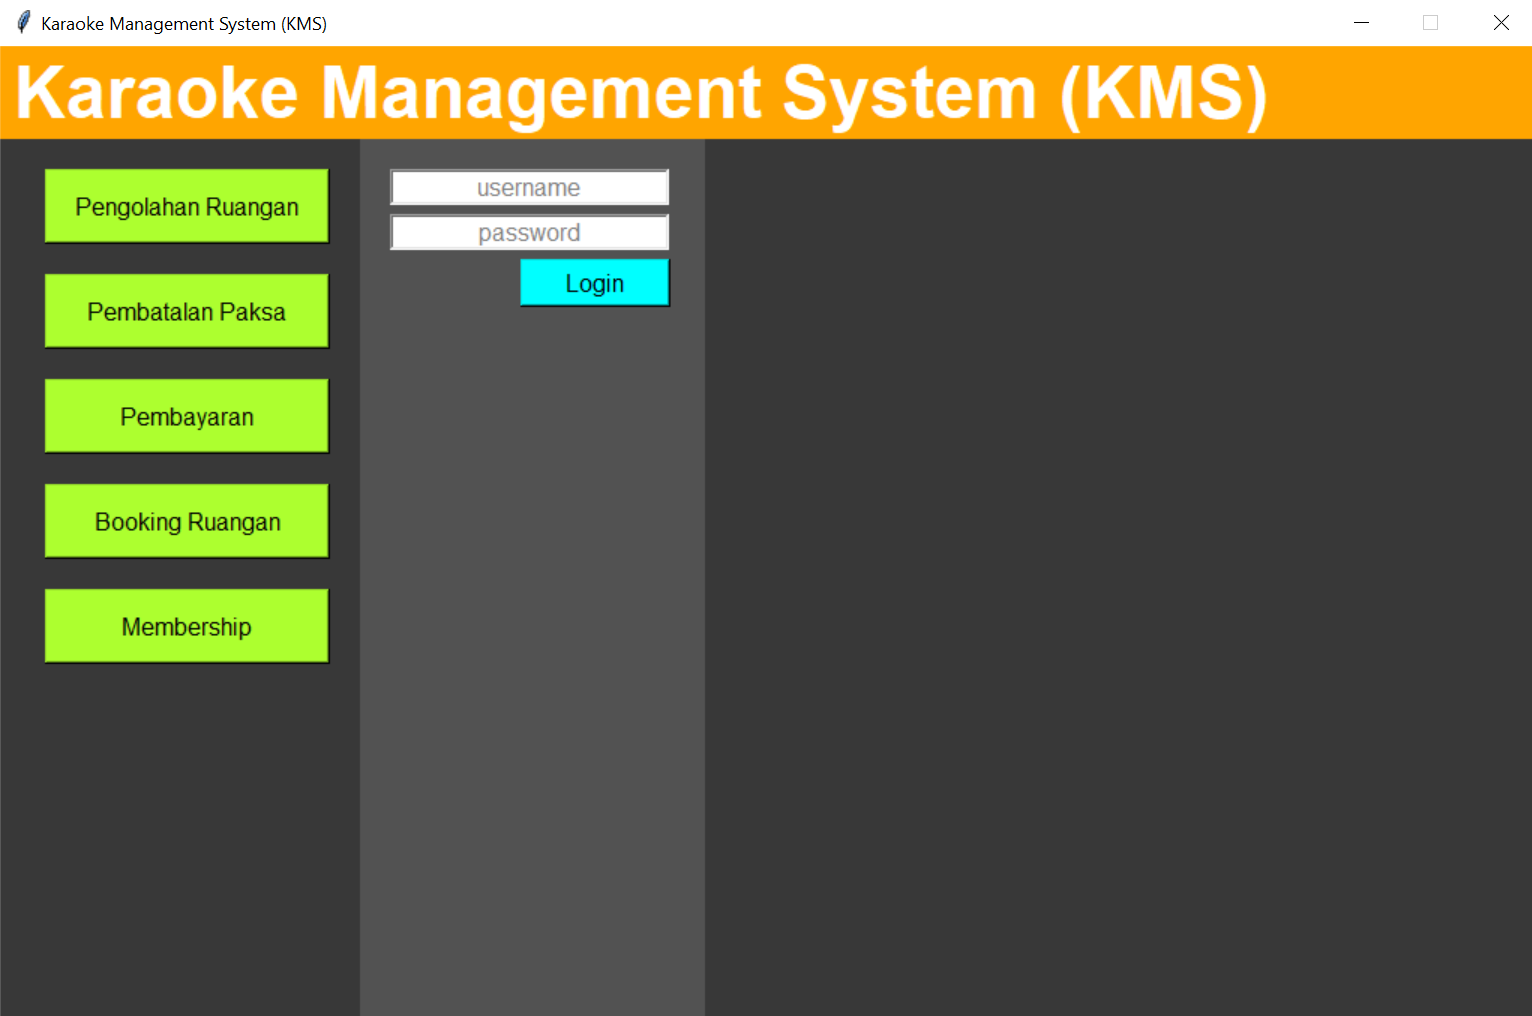 Karaoke Management System (KMS)
Karaoke Management System (KMS)
Pengolahan Ruangan
Pembatalan Paksa
Pembayaran
Booking Ruangan
Membership
username
password
Login